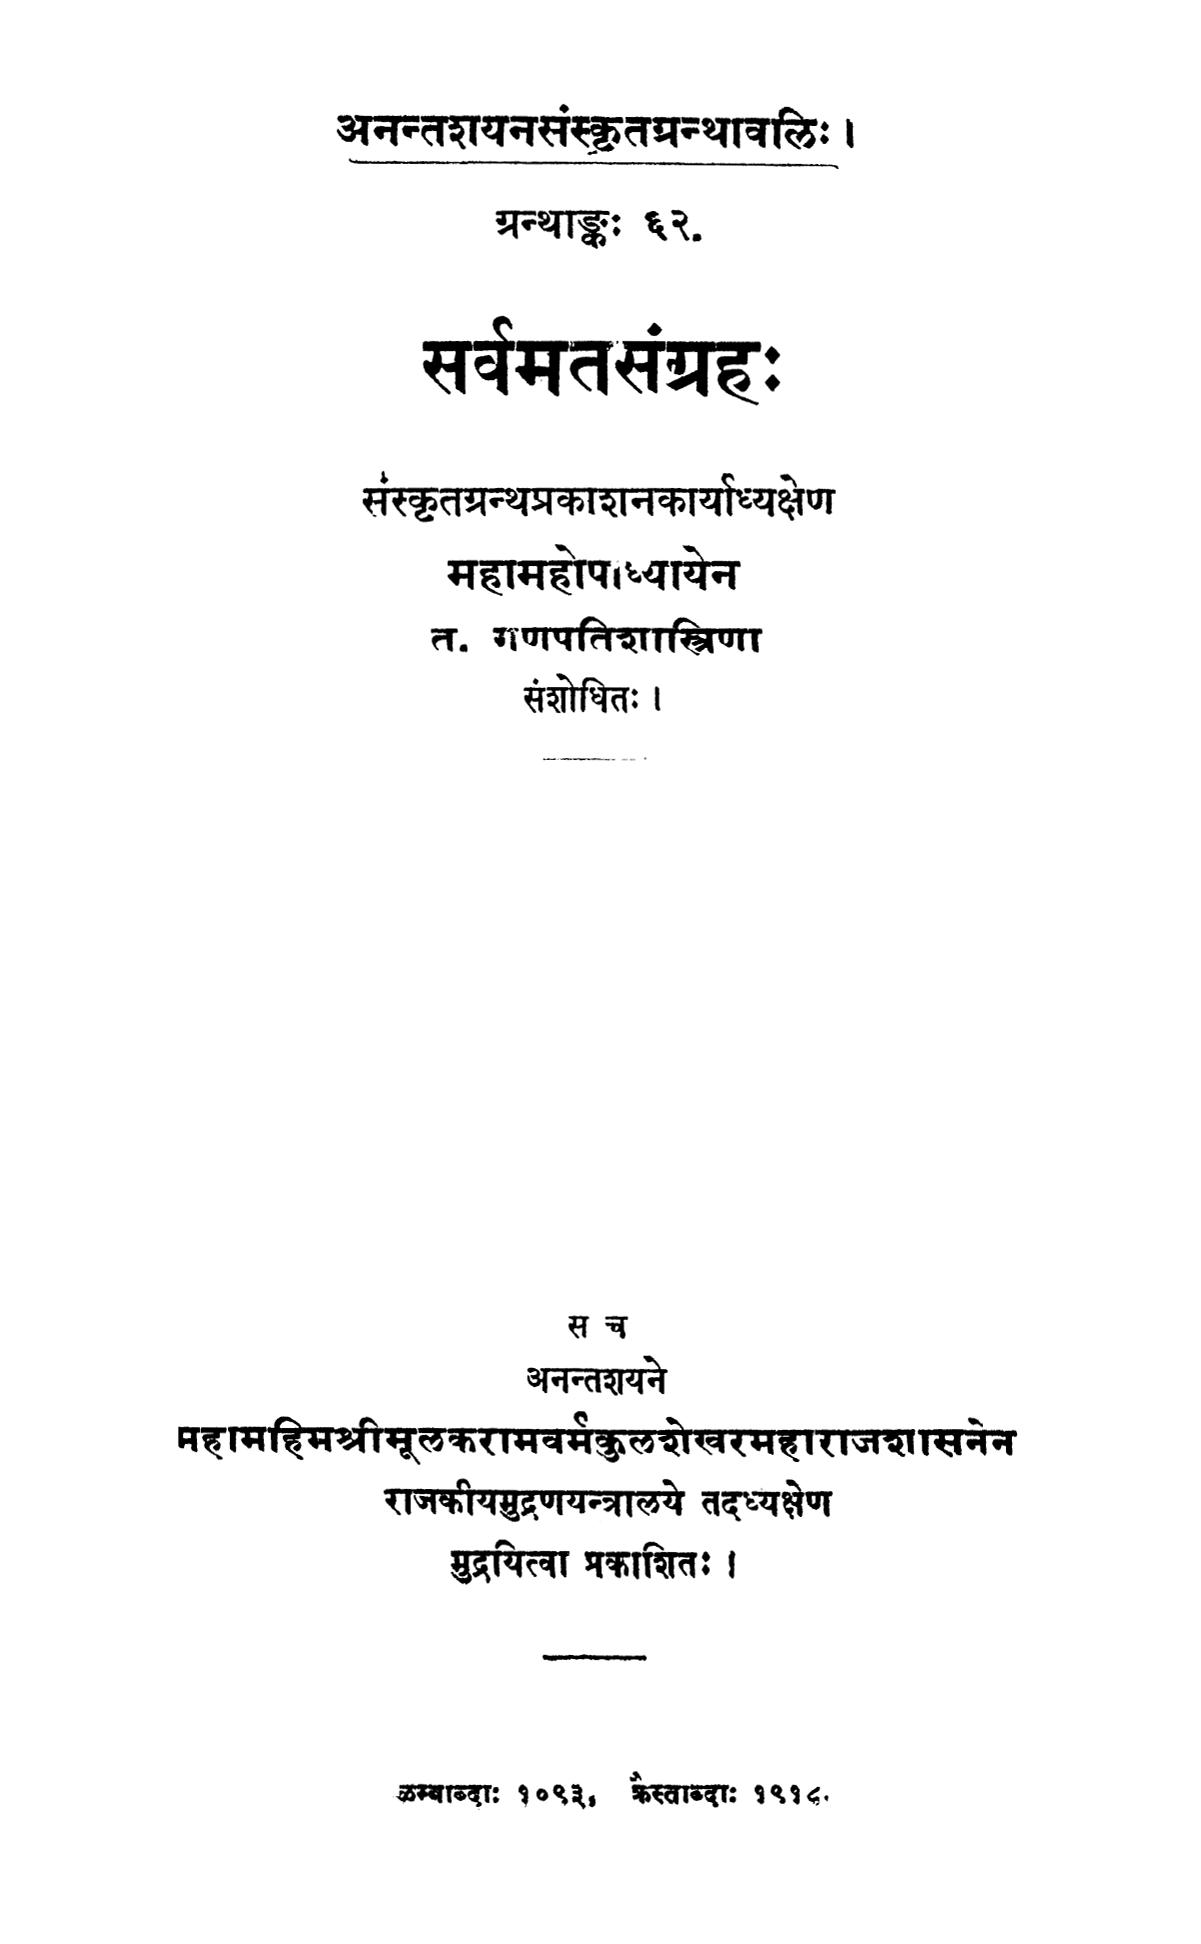 अनन्तशयनसंस्कृतग्रन्थावलिः ।
ग्रन्थाङ्कः ६२.
सर्वमतसंग्रहः
संस्कृतग्रन्थप्रकाशनकार्याध्यक्षेण
महामहोपाध्यायेन
त. गणपतिशास्त्रिणा
संशोधितः ।
स च
अनन्तशयने
महामहिमश्रीमूलकरामवर्मकुलशेखरमहाराजशासनेन
राजकीयमुद्रणयन्त्रालये तदध्यक्षेण
मुद्रयित्वा प्रकाशितः ।
ळम्बाब्दाः १०९३, क्रैस्ताब्दाः १९१८.